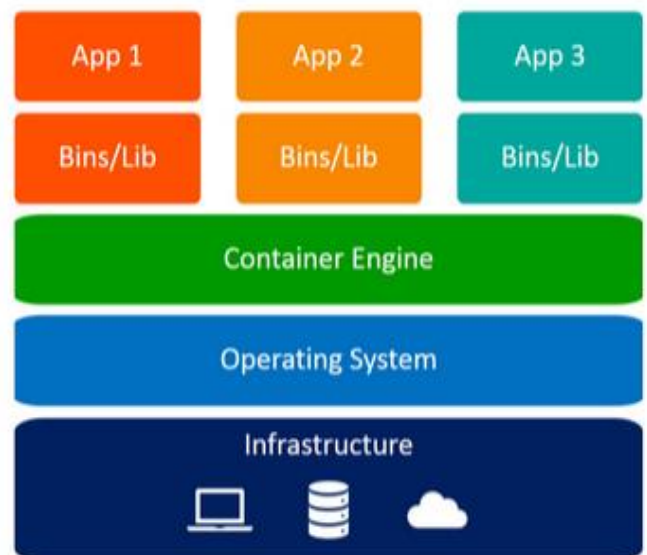 App 1 App 2 App 3
Bins/Lib Bins/Lib Bins/Lib
Container Engine
Operating System
Infrastructure